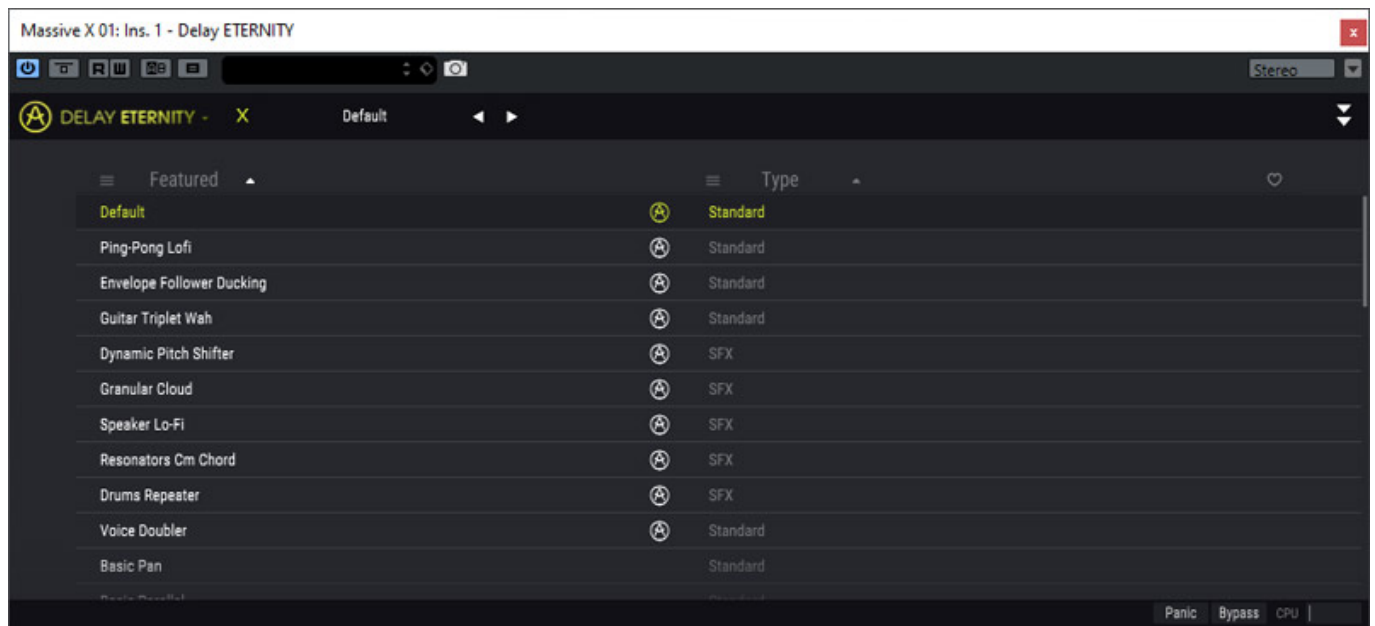 Massive X 01: Ins. 1 - Delay ETERNITY
x
R W Stereo
DELAY ETERNITY - X Default
Featured Type
Default Standard
Ping-Pong Lofi Standard
Envelope Follower Ducking Standard
Guitar Triplet Wah Standard
Dynamic Pitch Shifter SFX
Granular Cloud SFX
Speaker Lo-Fi SFX
Resonators Cm Chord SFX
Drums Repeater SFX
Voice Doubler Standard
Basic Pan Standard
Panic Bypass CPU